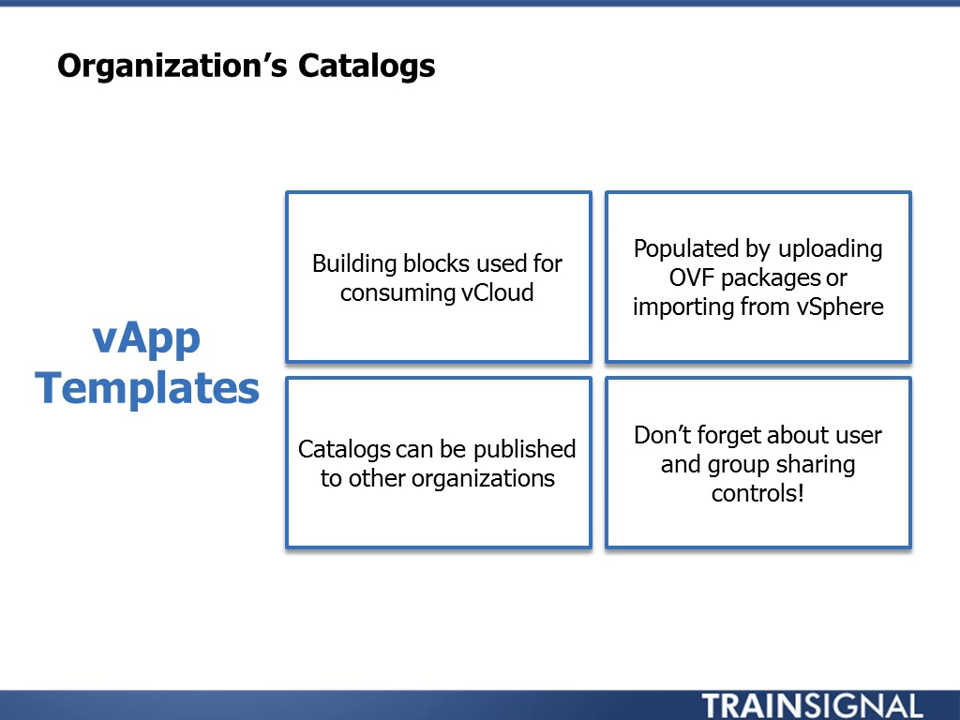 Organization’s Catalogs
vApp
Templates
Building blocks used for
consuming vCloud
Populated by uploading
OVF packages or
importing from vSphere
Catalogs can be published
to other organizations
Don’t forget about user
and group sharing
controls!
TRAINSIGNAL